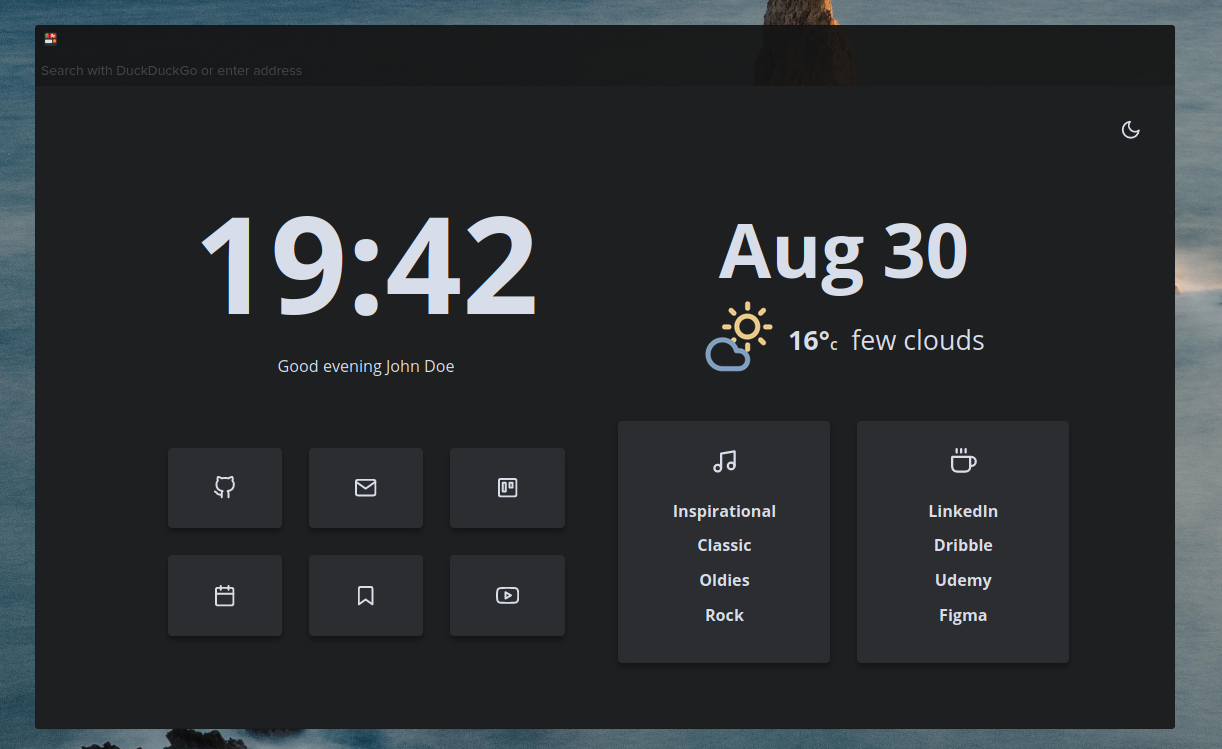 Search with DuckDuckGo or enter address
19:42
Good evening John Doe
Aug 30
16°c few clouds
Inspirational
Classic
Oldies
Rock
LinkedIn
Dribble
Udemy
Figma